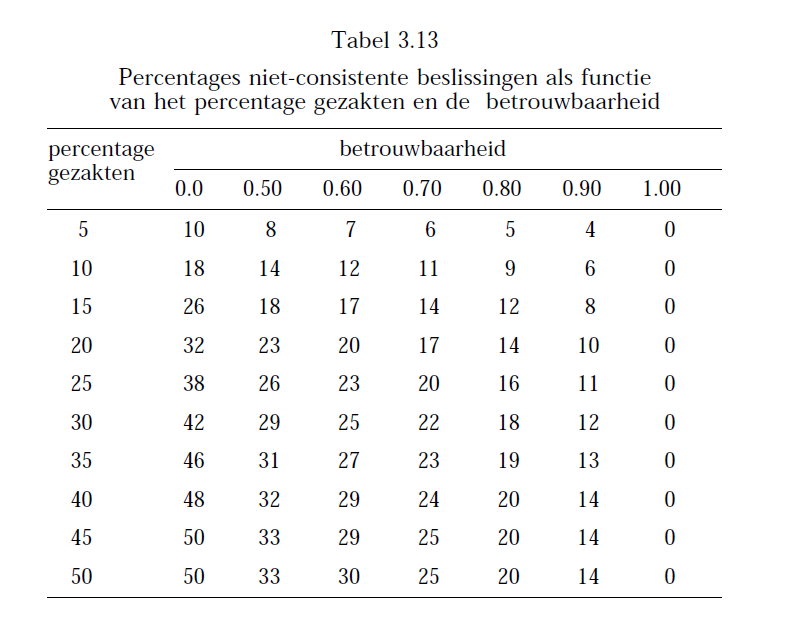 Tabel 3.13
Percentages niet-consistente beslissingen als functie
van het percentage gezakten en de betrouwbaarheid
percentage gezakten betrouwbaarheid
0.0 0.50 0.60 0.70 0.80 0.90 1.00
5 10 8 7 6 5 4 0
10 18 14 12 11 9 6 0
15 26 18 17 14 12 8 0
20 32 23 20 17 14 10 0
25 38 26 23 20 16 11 0
30 42 29 25 22 18 12 0
35 46 31 27 23 19 13 0
40 48 32 29 24 20 14 0
45 50 33 29 25 20 14 0
50 50 33 30 25 20 14 0